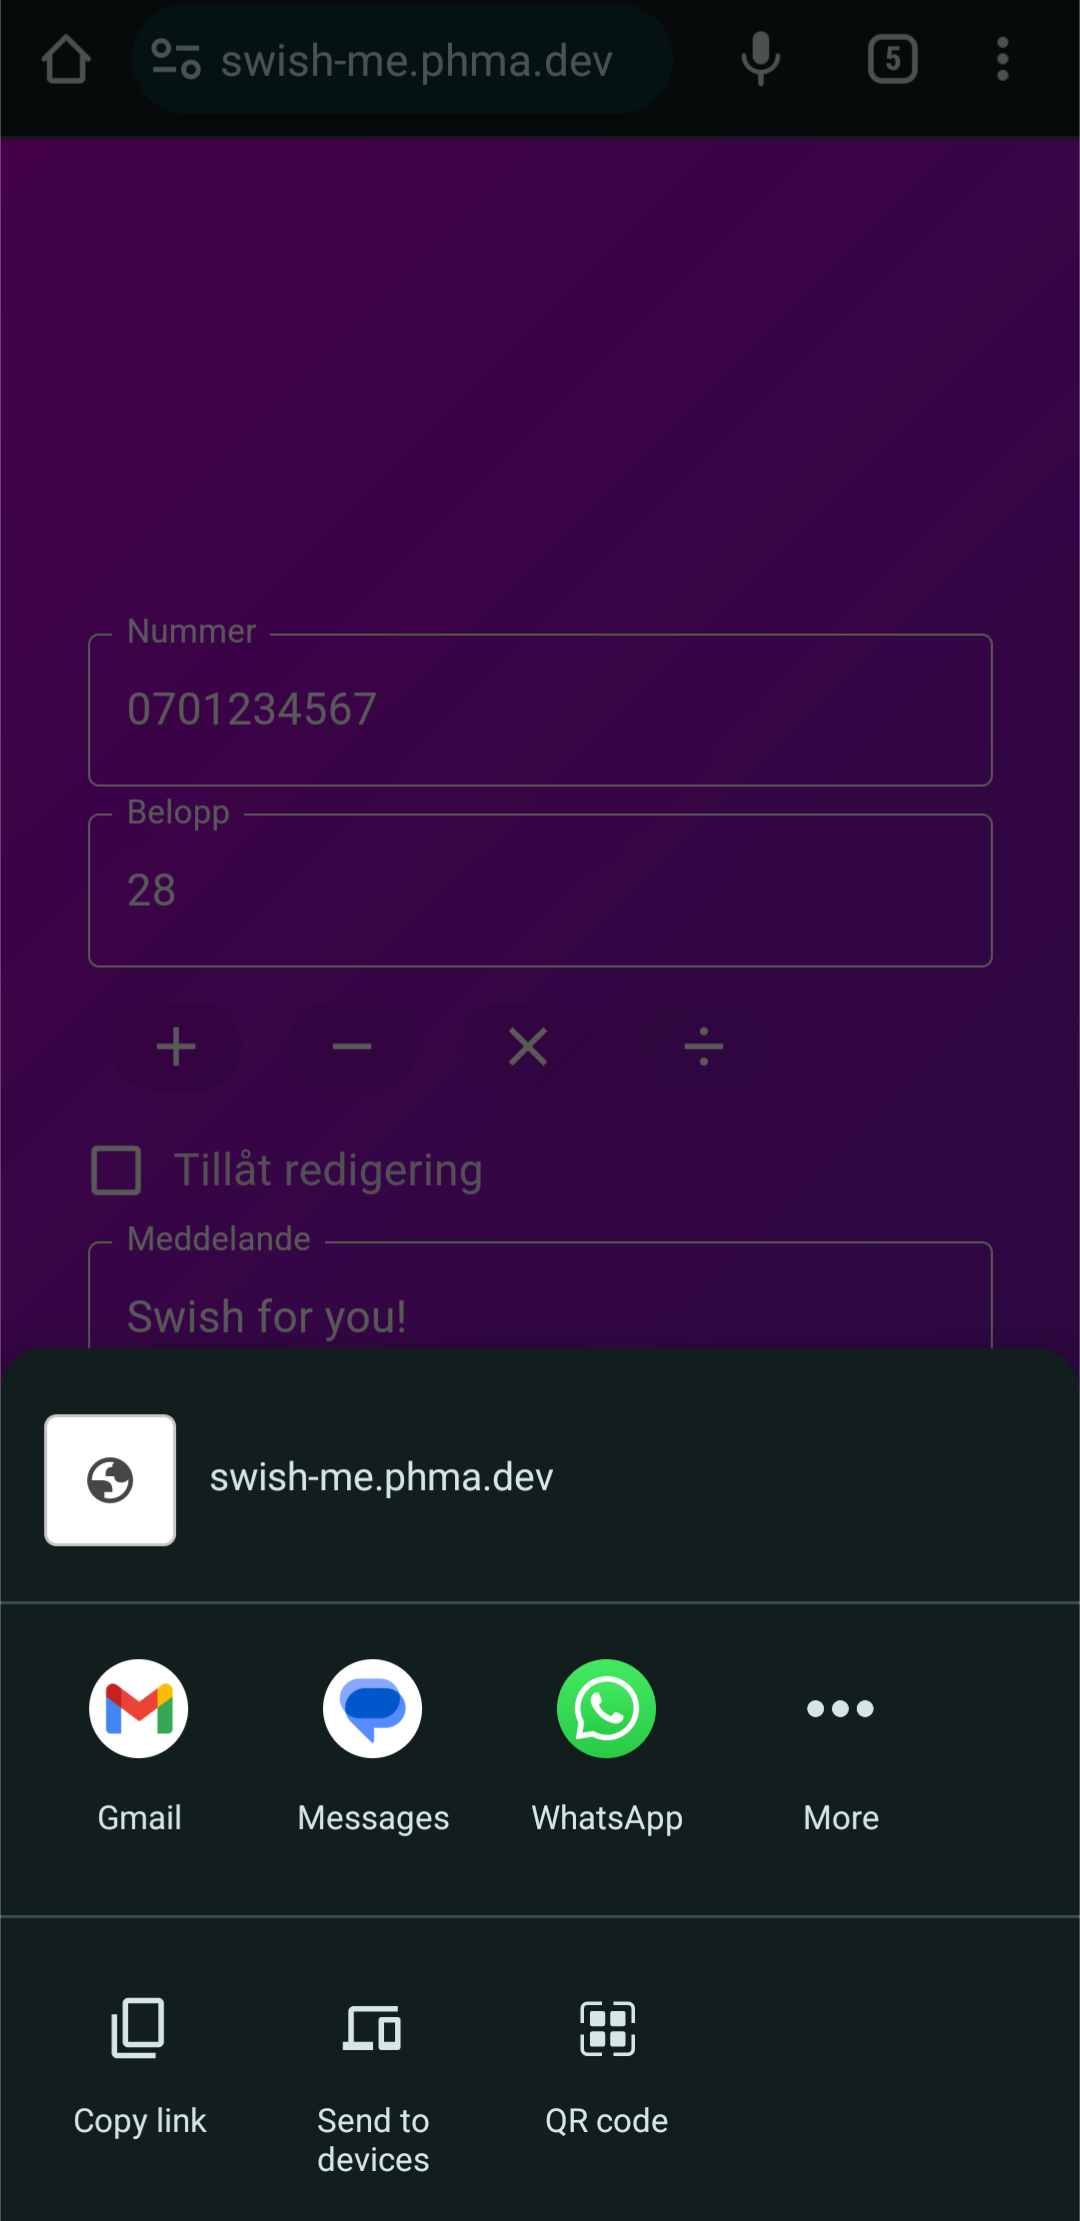 swish-me.phma.dev
5
Nummer
0701234567
Belopp
28
+ − × ÷
Tillåt redigering
Meddelande
Swish for you!
swish-me.phma.dev
Gmail Messages WhatsApp More
Copy link Send to devices QR code